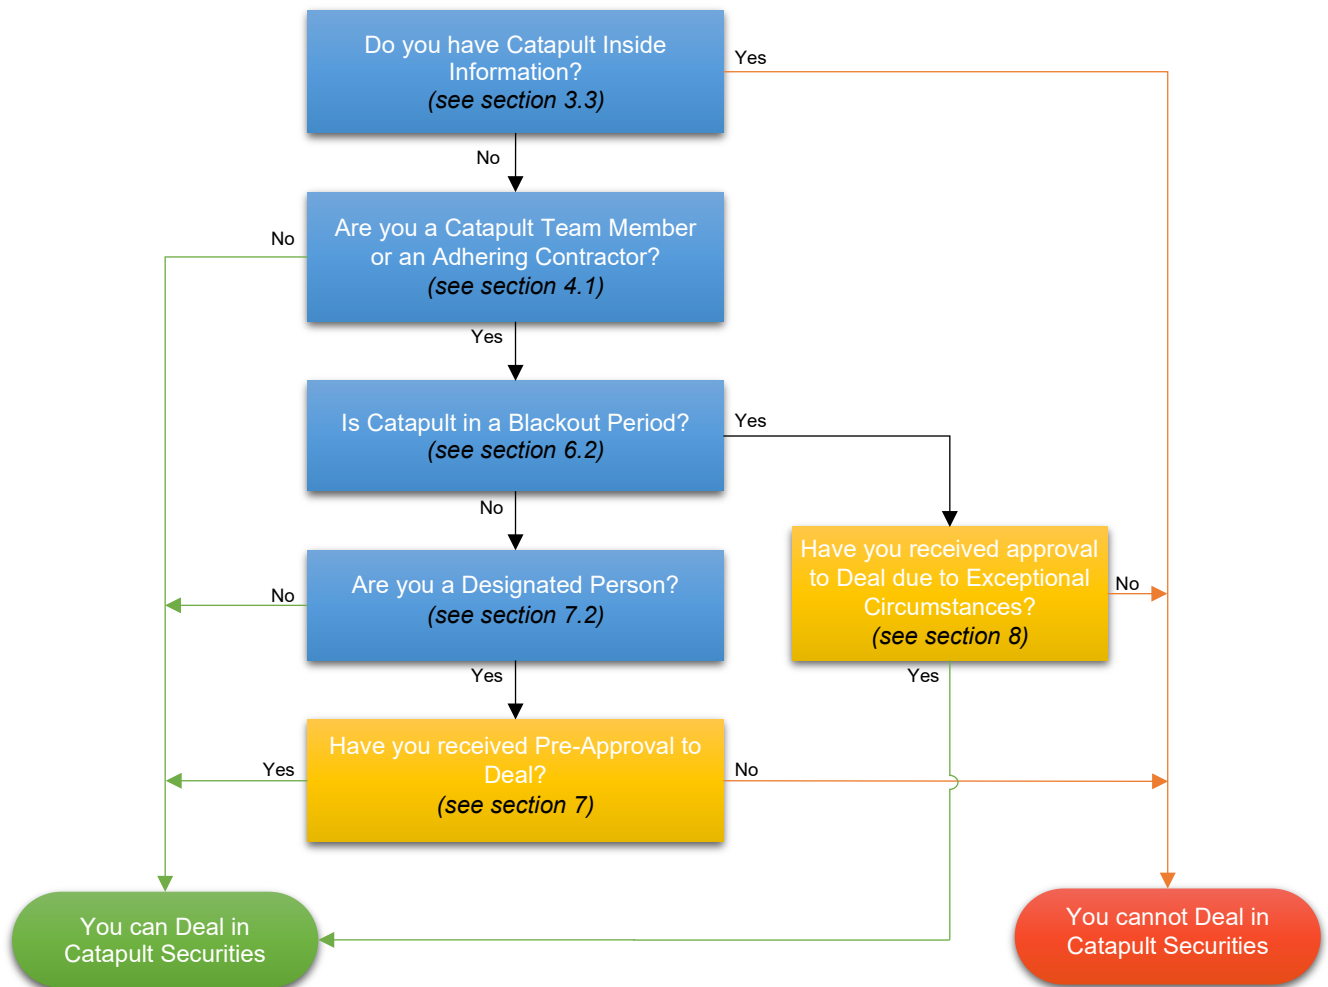 Do you have Catapult Inside
Information?
(see section 3.3)
Yes
No
Are you a Catapult Team Member
or an Adhering Contractor?
(see section 4.1)
No
Yes
Is Catapult in a Blackout Period?
(see section 6.2)
Yes
No
Have you received approval
to Deal due to Exceptional
Circumstances?
(see section 8)
No
Yes
Are you a Designated Person?
(see section 7.2)
No
Yes
Have you received Pre-Approval to
Deal?
(see section 7)
Yes
No
You can Deal in
Catapult Securities
You cannot Deal in
Catapult Securities